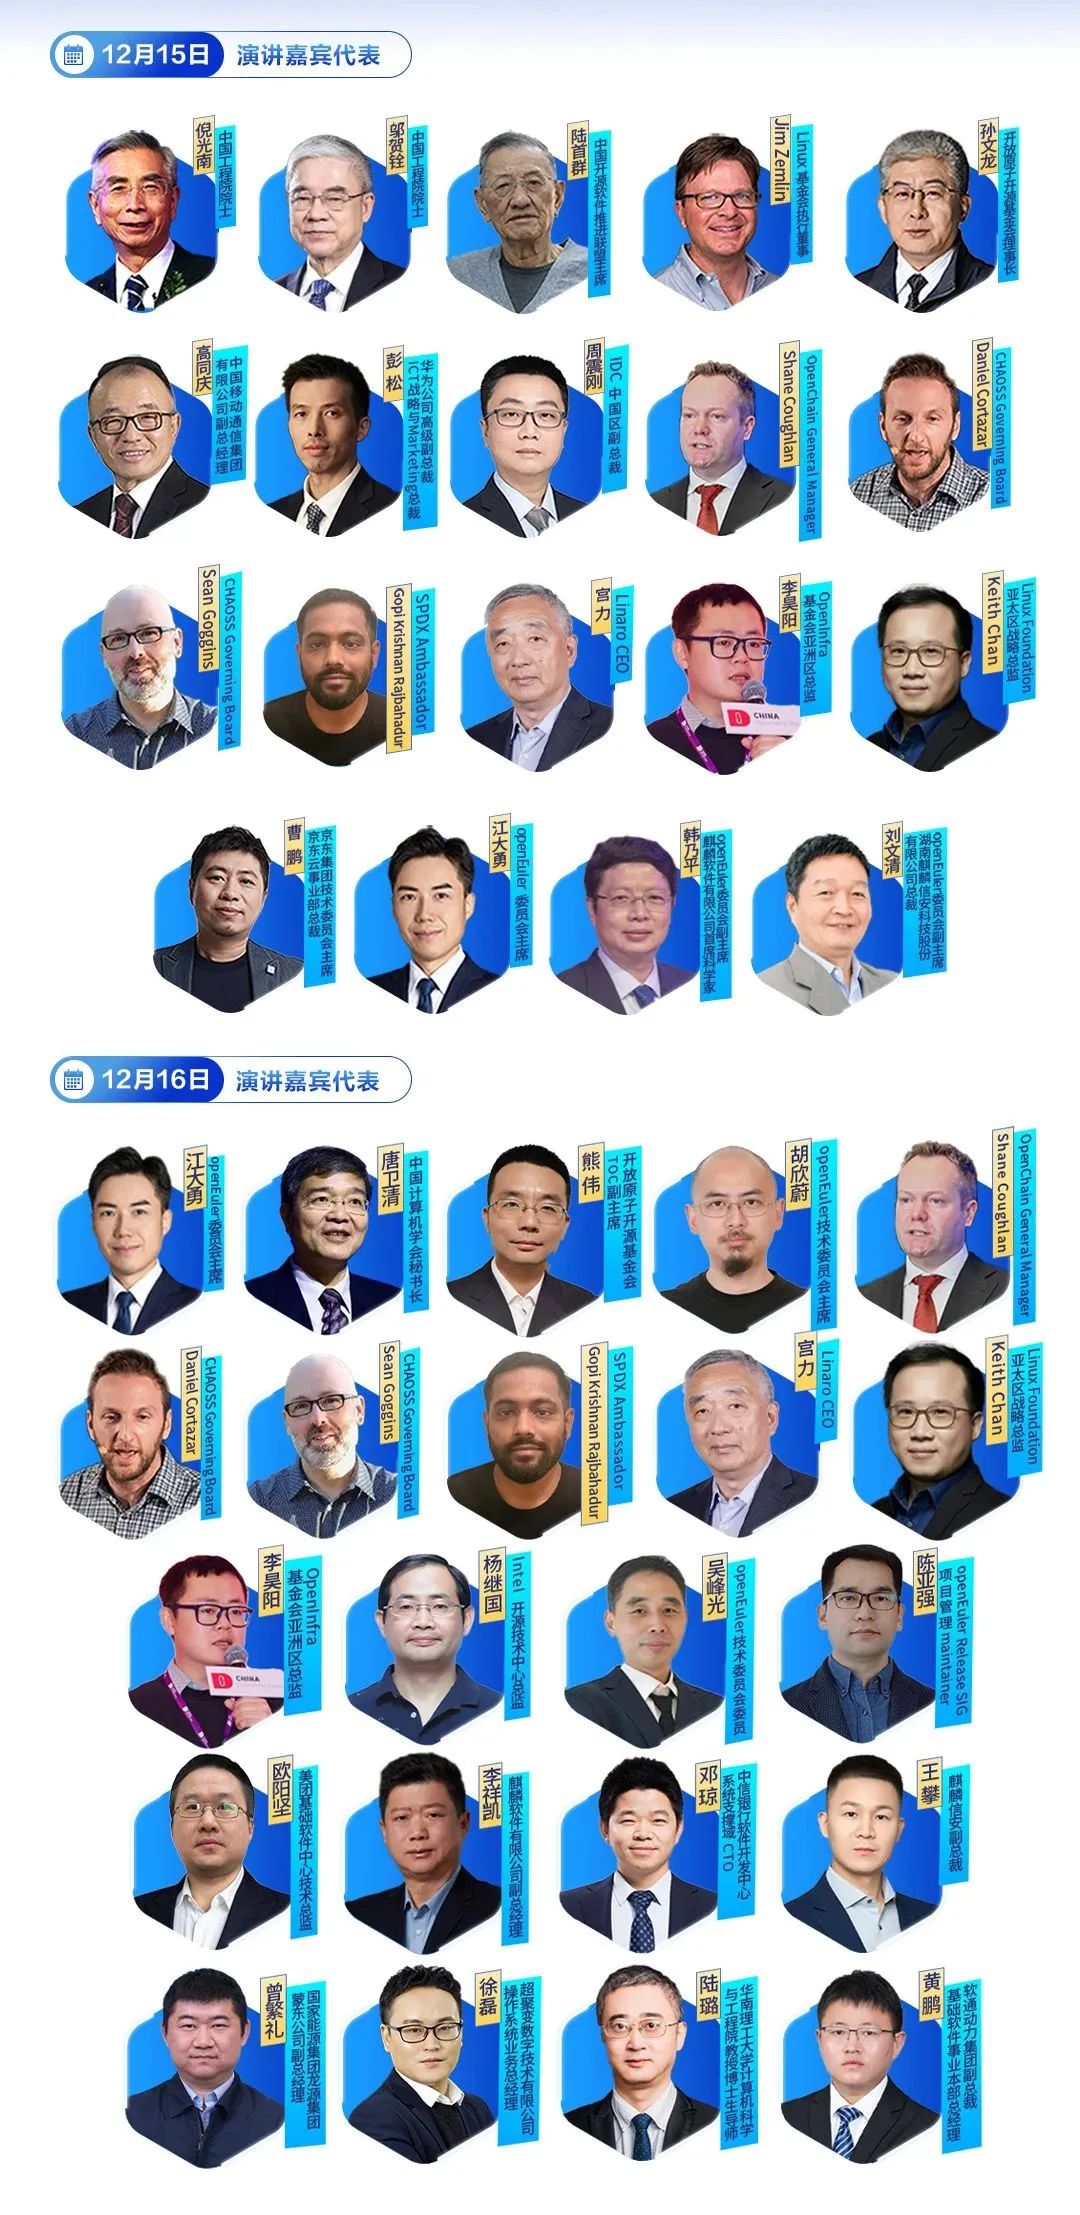 12月15日
演讲嘉宾代表
倪光南
中国工程院院士
邬贺铨
中国工程院院士
陆首群
中国开源软件推进联盟主席
Jim Zemlin
Linux 基金会执行董事
孙文龙
开放原子开源基金会理事长
高同庆
中国移动通信集团
有限公司副总经理
彭 松
华为公司高级副总裁
ICT战略与Marketing总裁
周震刚
IDC 中国区副总裁
Shane Coughlan
OpenChain General Manager
Daniel Cortazar
CHAOSS Governing Board
Sean Goggins
CHAOSS Governing Board
Gopi Krishnan Rajbahadur
SPDX Ambassador
宫 力
Linaro CEO
李昊阳
OpenInfra
基金会亚洲区总监
CHINA
Keith Chan
Linux Foundation
亚太区战略总监
曹 鹏
京东集团技术委员会主席
京东云事业部总裁
江大勇
openEuler 委员会主席
韩乃平
openEuler委员会副主席
麒麟软件有限公司首席科学家
刘文清
openEuler委员会副主席
湖南麒麟信安科技股份
有限公司总裁
12月16日
演讲嘉宾代表
江大勇
openEuler 委员会主席
唐卫清
中国计算机学会秘书长
熊 伟
开放原子开源基金会
TOC副主席
胡欣蔚
openEuler技术委员会主席
Shane Coughlan
OpenChain General Manager
Daniel Cortazar
CHAOSS Governing Board
Sean Goggins
CHAOSS Governing Board
Gopi Krishnan Rajbahadur
SPDX Ambassador
宫 力
Linaro CEO
Keith Chan
Linux Foundation
亚太区战略总监
李昊阳
OpenInfra
基金会亚洲区总监
CHINA
杨继国
Intel 开源技术中心总监
吴峰光
openEuler技术委员会委员
陈亚强
openEuler Release SIG
项目管理 maintainer
欧阳坚
美团基础软件中心技术总监
李祥凯
麒麟软件有限公司副总经理
邓 琼
中信银行软件开发中心
系统支撑域 CTO
王 攀
麒麟信安副总裁
曾繁礼
国家能源集团龙源集团
蒙东公司副总经理
徐磊
超聚变数字技术有限公司
操作系统业务总经理
陆璐
华南理工大学计算机科学
与工程院教授博士生导师
黄鹏
软通动力集团副总裁
基础软件事业本部总经理